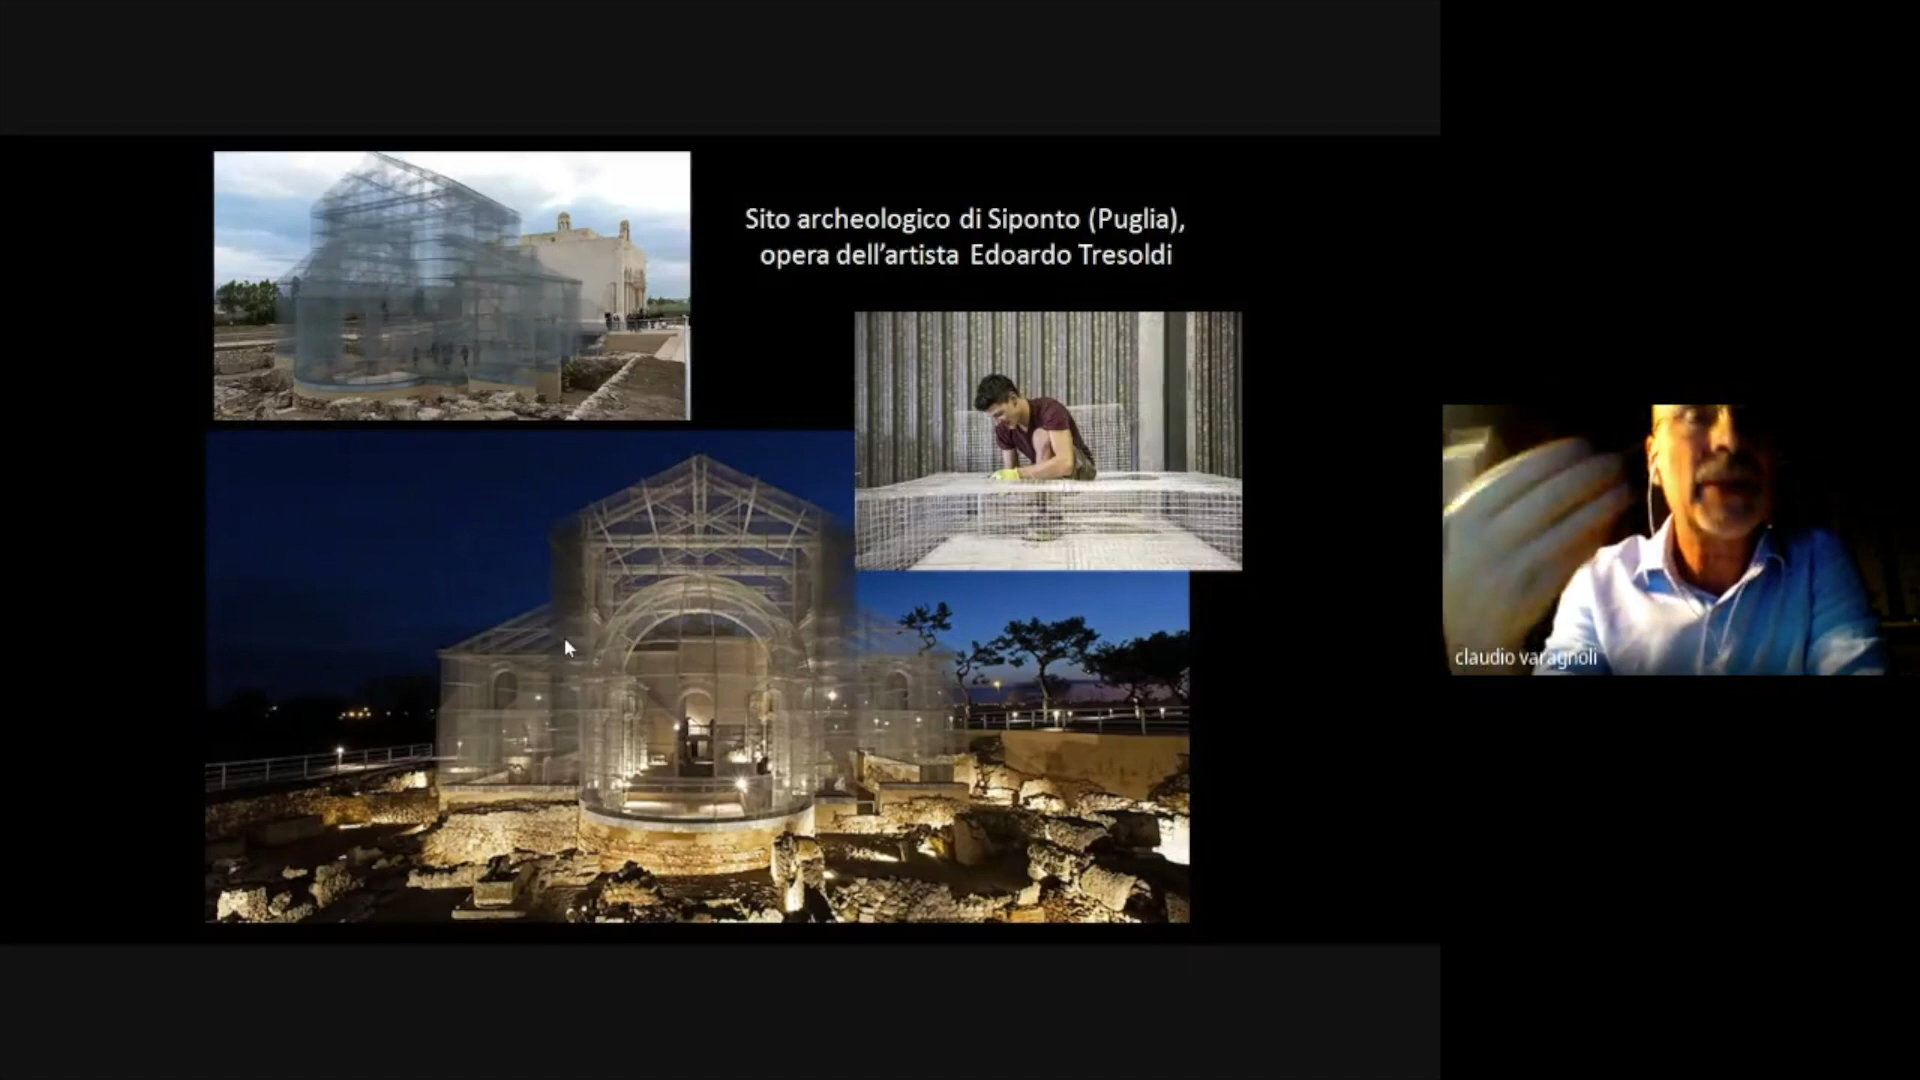 Sito archeologico di Siponto (Puglia),
opera dell'artista Edoardo Tresoldi
claudio varagnoli